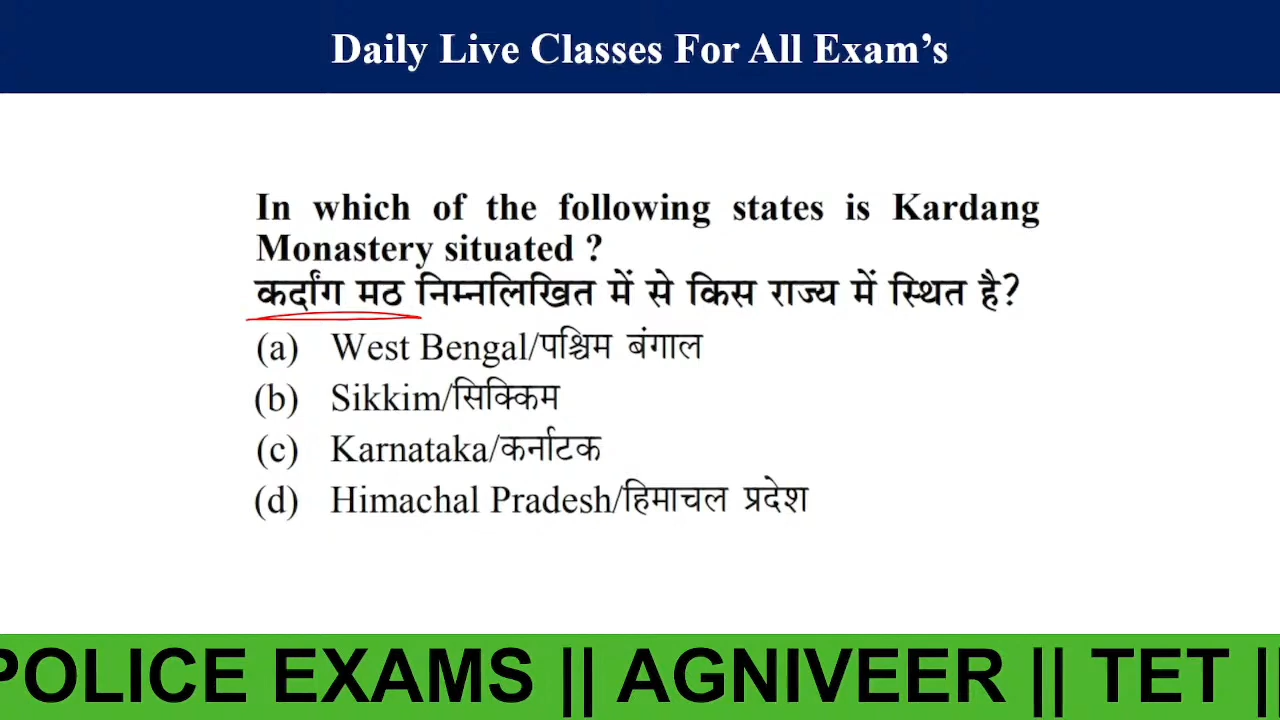 Daily Live Classes For All Exam's
In which of the following states is Kardang
Monastery situated ?
कर्दांग मठ निम्नलिखित में से किस राज्य में स्थित है?
(a) West Bengal/पश्चिम बंगाल
(b) Sikkim/सिक्किम
(c) Karnataka/कर्नाटक
(d) Himachal Pradesh/हिमाचल प्रदेश
POLICE EXAMS || AGNIVEER || TET ||